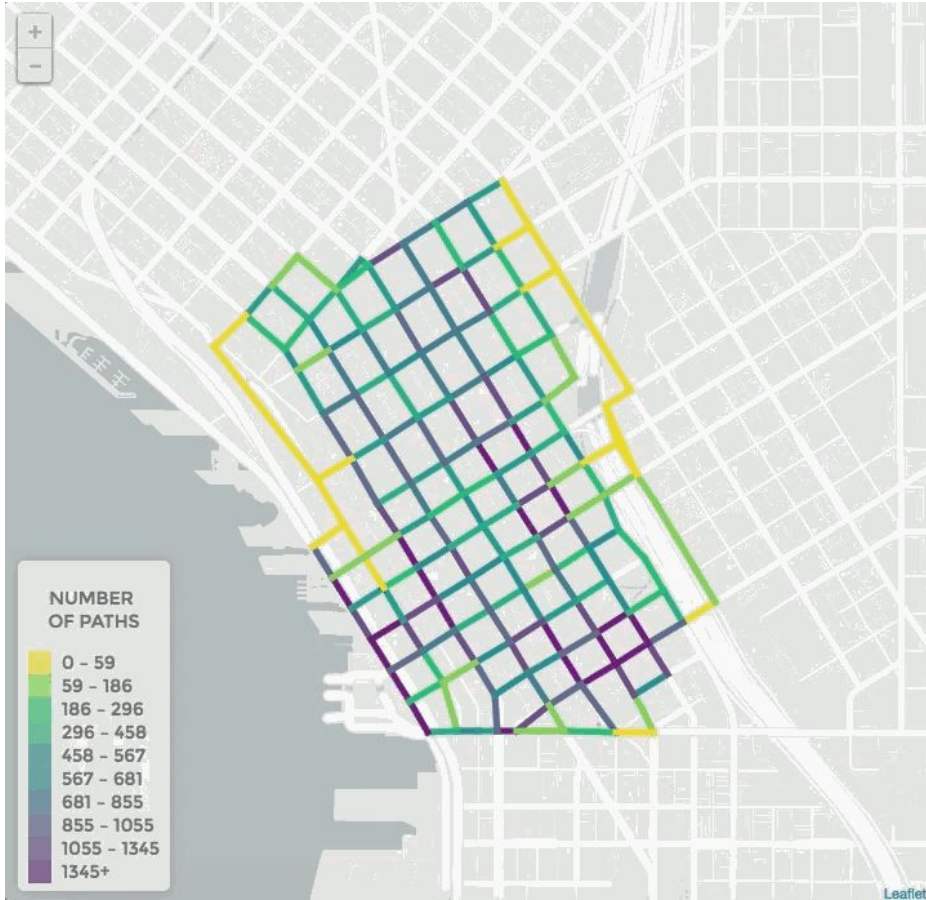 +
−
NUMBER
OF PATHS
0 – 59
59 – 186
186 – 296
296 – 458
458 – 567
567 – 681
681 – 855
855 – 1055
1055 – 1345
1345+
Leaflet